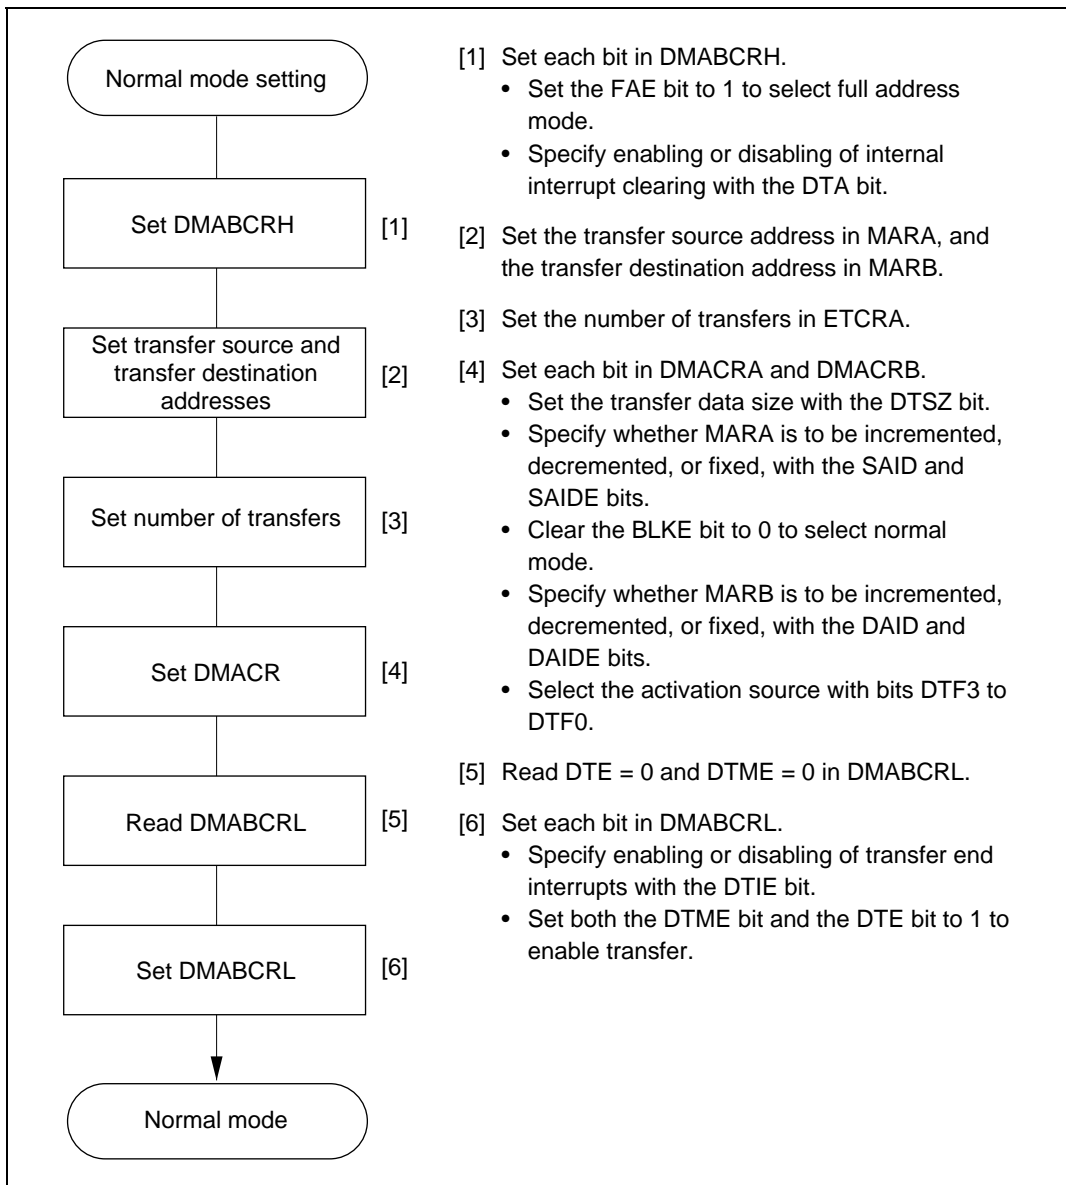 Normal mode setting
Set DMABCRH
[1]
Set transfer source and
transfer destination
addresses
[2]
Set number of transfers
[3]
Set DMACR
[4]
Read DMABCRL
[5]
Set DMABCRL
[6]
Normal mode
[1] Set each bit in DMABCRH.
• Set the FAE bit to 1 to select full address
mode.
• Specify enabling or disabling of internal
interrupt clearing with the DTA bit.
[2] Set the transfer source address in MARA, and
the transfer destination address in MARB.
[3] Set the number of transfers in ETCRA.
[4] Set each bit in DMACRA and DMACRB.
• Set the transfer data size with the DTSZ bit.
• Specify whether MARA is to be incremented,
decremented, or fixed, with the SAID and
SAIDE bits.
• Clear the BLKE bit to 0 to select normal
mode.
• Specify whether MARB is to be incremented,
decremented, or fixed, with the DAID and
DAIDE bits.
• Select the activation source with bits DTF3 to
DTF0.
[5] Read DTE = 0 and DTME = 0 in DMABCRL.
[6] Set each bit in DMABCRL.
• Specify enabling or disabling of transfer end
interrupts with the DTIE bit.
• Set both the DTME bit and the DTE bit to 1 to
enable transfer.